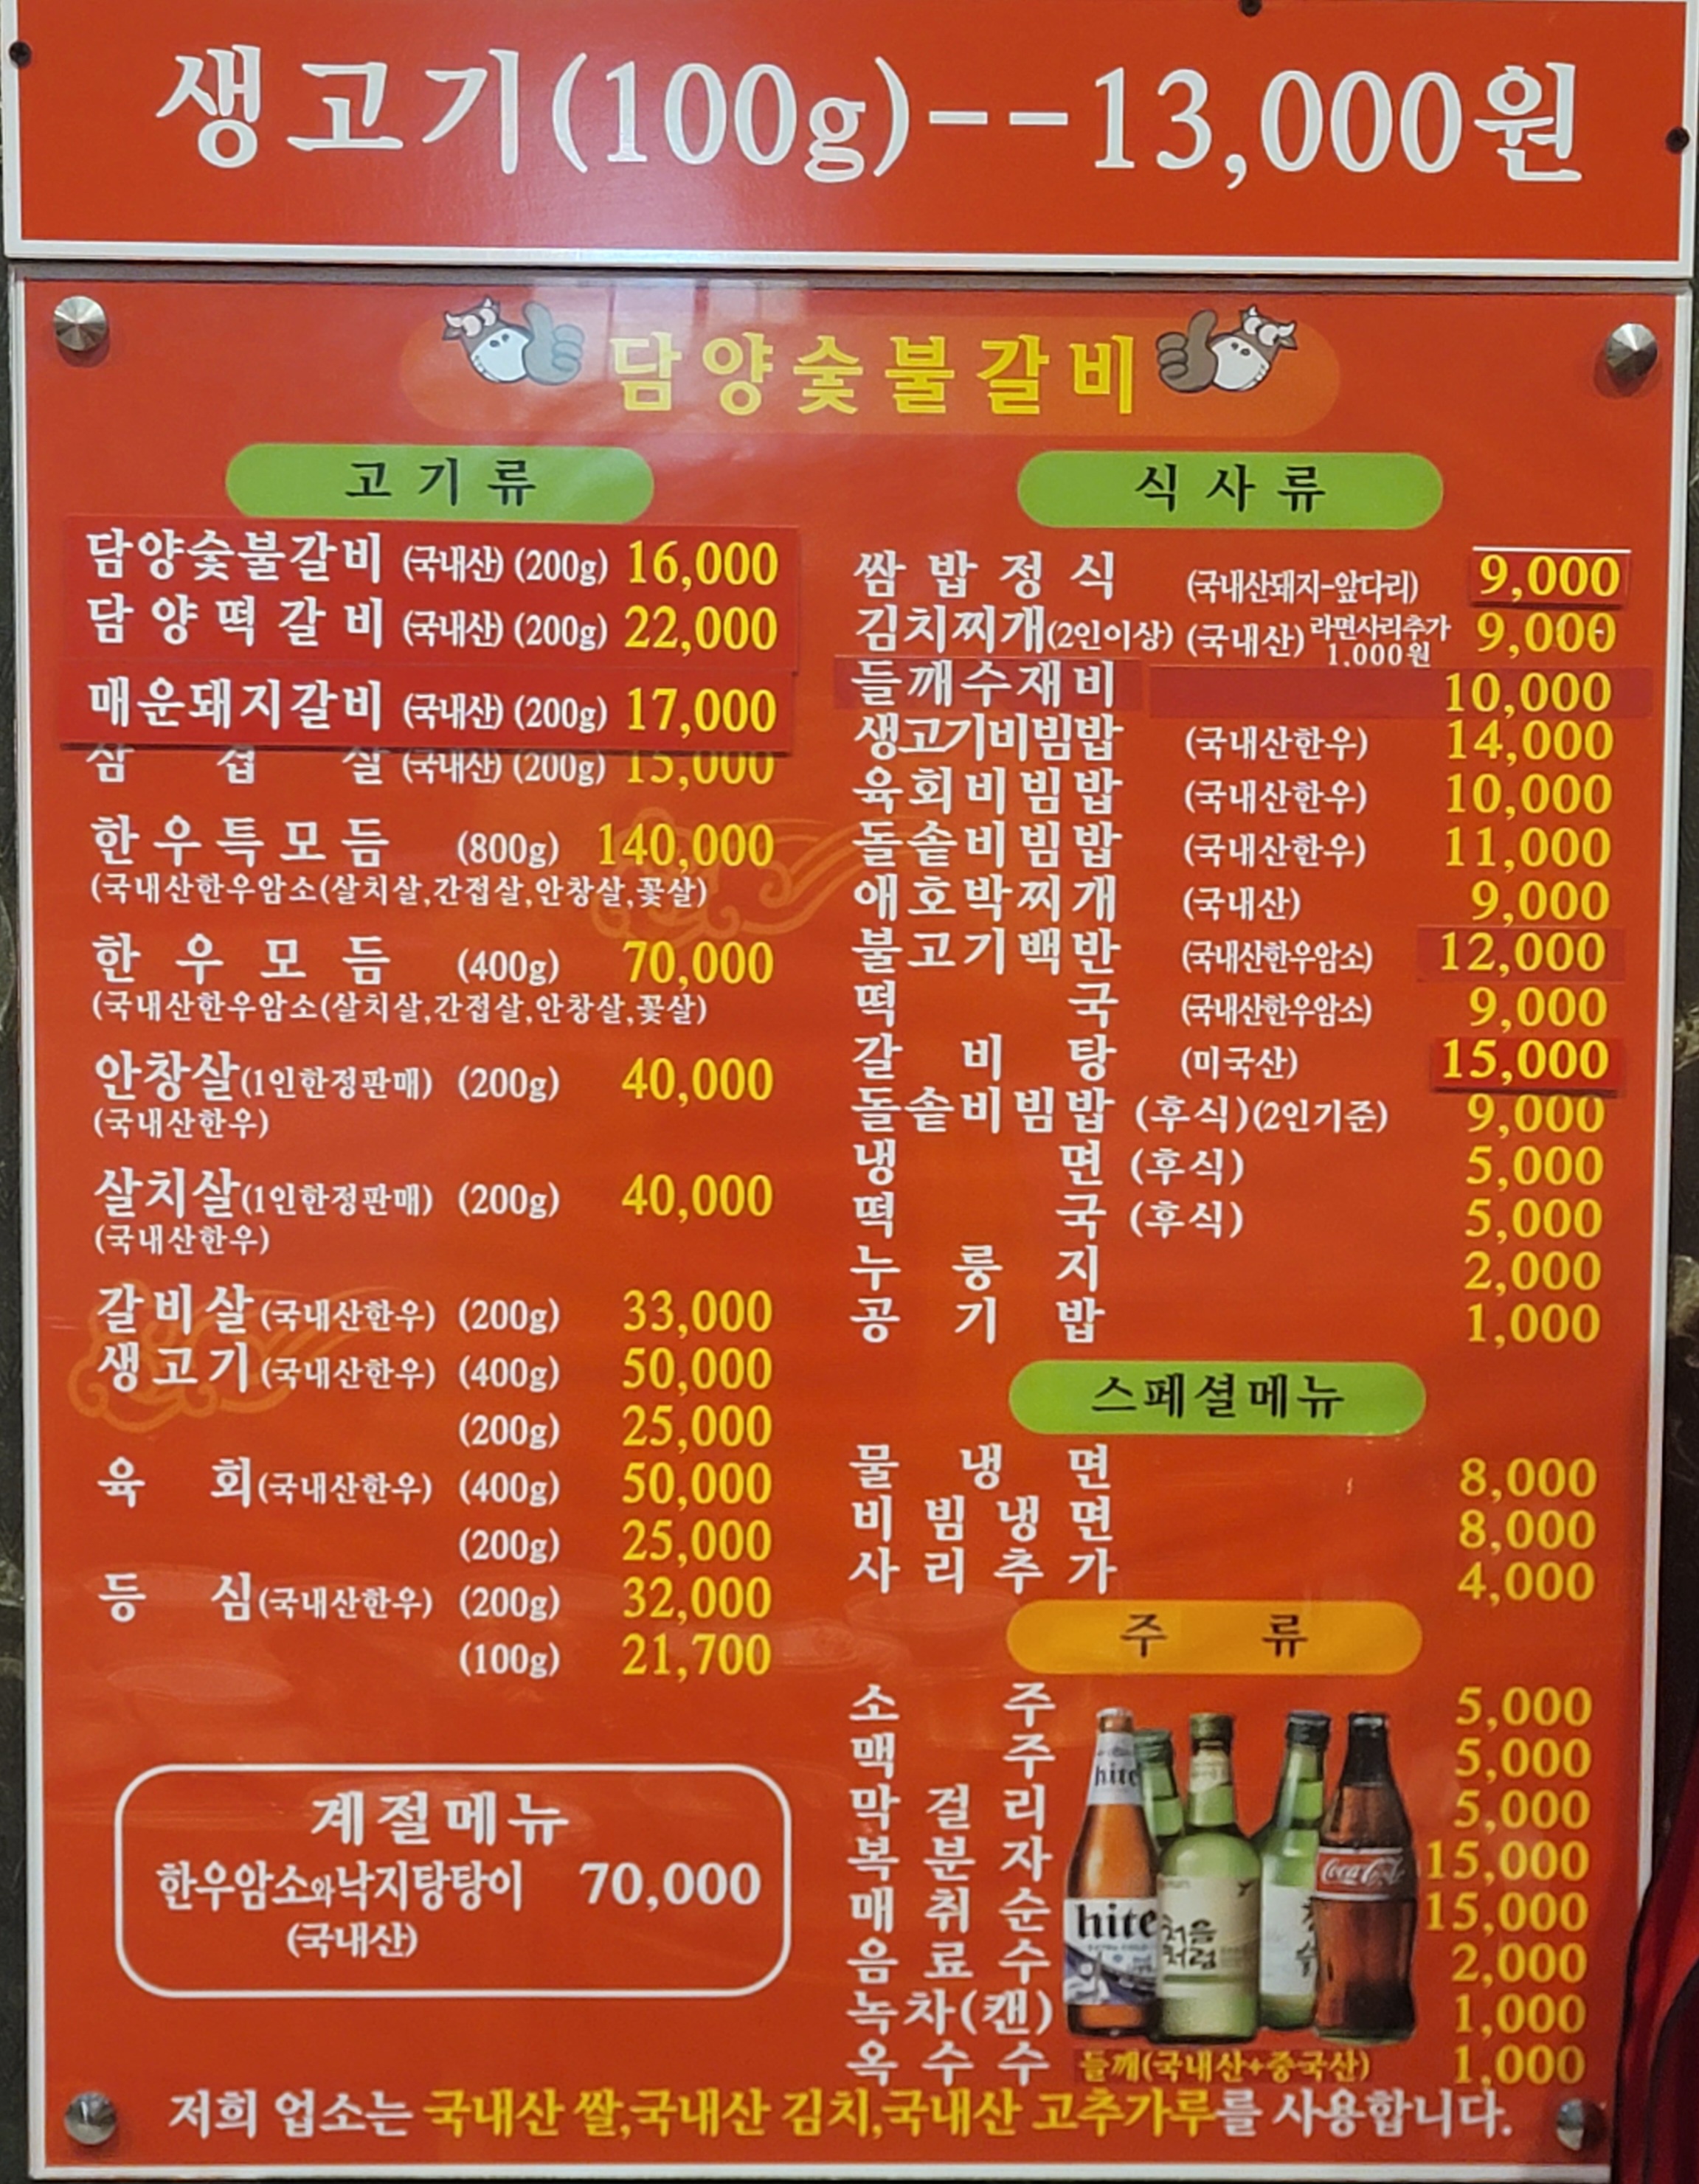 생고기(100g)--13,000원
담양숯불갈비
고기류
담양숯불갈비 (국내산) (200g) 16,000
담양떡갈비 (국내산) (200g) 22,000
매운돼지갈비 (국내산) (200g) 17,000
삼겹살 (국내산) (200g) 15,000
한우특모듬 (800g) 140,000
(국내산한우암소(살치살,간접살,안창살,꽃살)
한우모듬 (400g) 70,000
(국내산한우암소(살치살,간접살,안창살,꽃살)
안창살(1인한정판매) (200g) 40,000
(국내산한우)
살치살(1인한정판매) (200g) 40,000
(국내산한우)
갈비살(국내산한우) (200g) 33,000
생고기(국내산한우) (400g) 50,000
(200g) 25,000
육회(국내산한우) (400g) 50,000
(200g) 25,000
등심(국내산한우) (200g) 32,000
(100g) 21,700
계절메뉴
한우암소와낙지탕탕이 70,000
(국내산)
식사류
쌈밥정식 (국내산돼지-앞다리) 9,000
김치찌개(2인이상) (국내산) 라면사리추가 1,000원 9,000
들깨수재비 10,000
생고기비빔밥 (국내산한우) 14,000
육회비빔밥 (국내산한우) 10,000
돌솥비빔밥 (국내산한우) 11,000
애호박찌개 (국내산) 9,000
불고기백반 (국내산한우암소) 12,000
떡국 (국내산한우암소) 9,000
갈비탕 (미국산) 15,000
돌솥비빔밥 (후식)(2인기준) 9,000
냉면 (후식) 5,000
떡국 (후식) 5,000
누룽지 2,000
공기밥 1,000
스페셜메뉴
물냉면 8,000
비빔냉면 8,000
사리추가 4,000
주류
소주 5,000
맥주 5,000
막걸리 5,000
복분자 15,000
매취순 15,000
음료수 2,000
녹차(캔) 1,000
옥수수 1,000
hite
hite
처음처럼
Coca-Cola
들깨(국내산+중국산)
저희 업소는 국내산 쌀,국내산 김치,국내산 고추가루를 사용합니다.